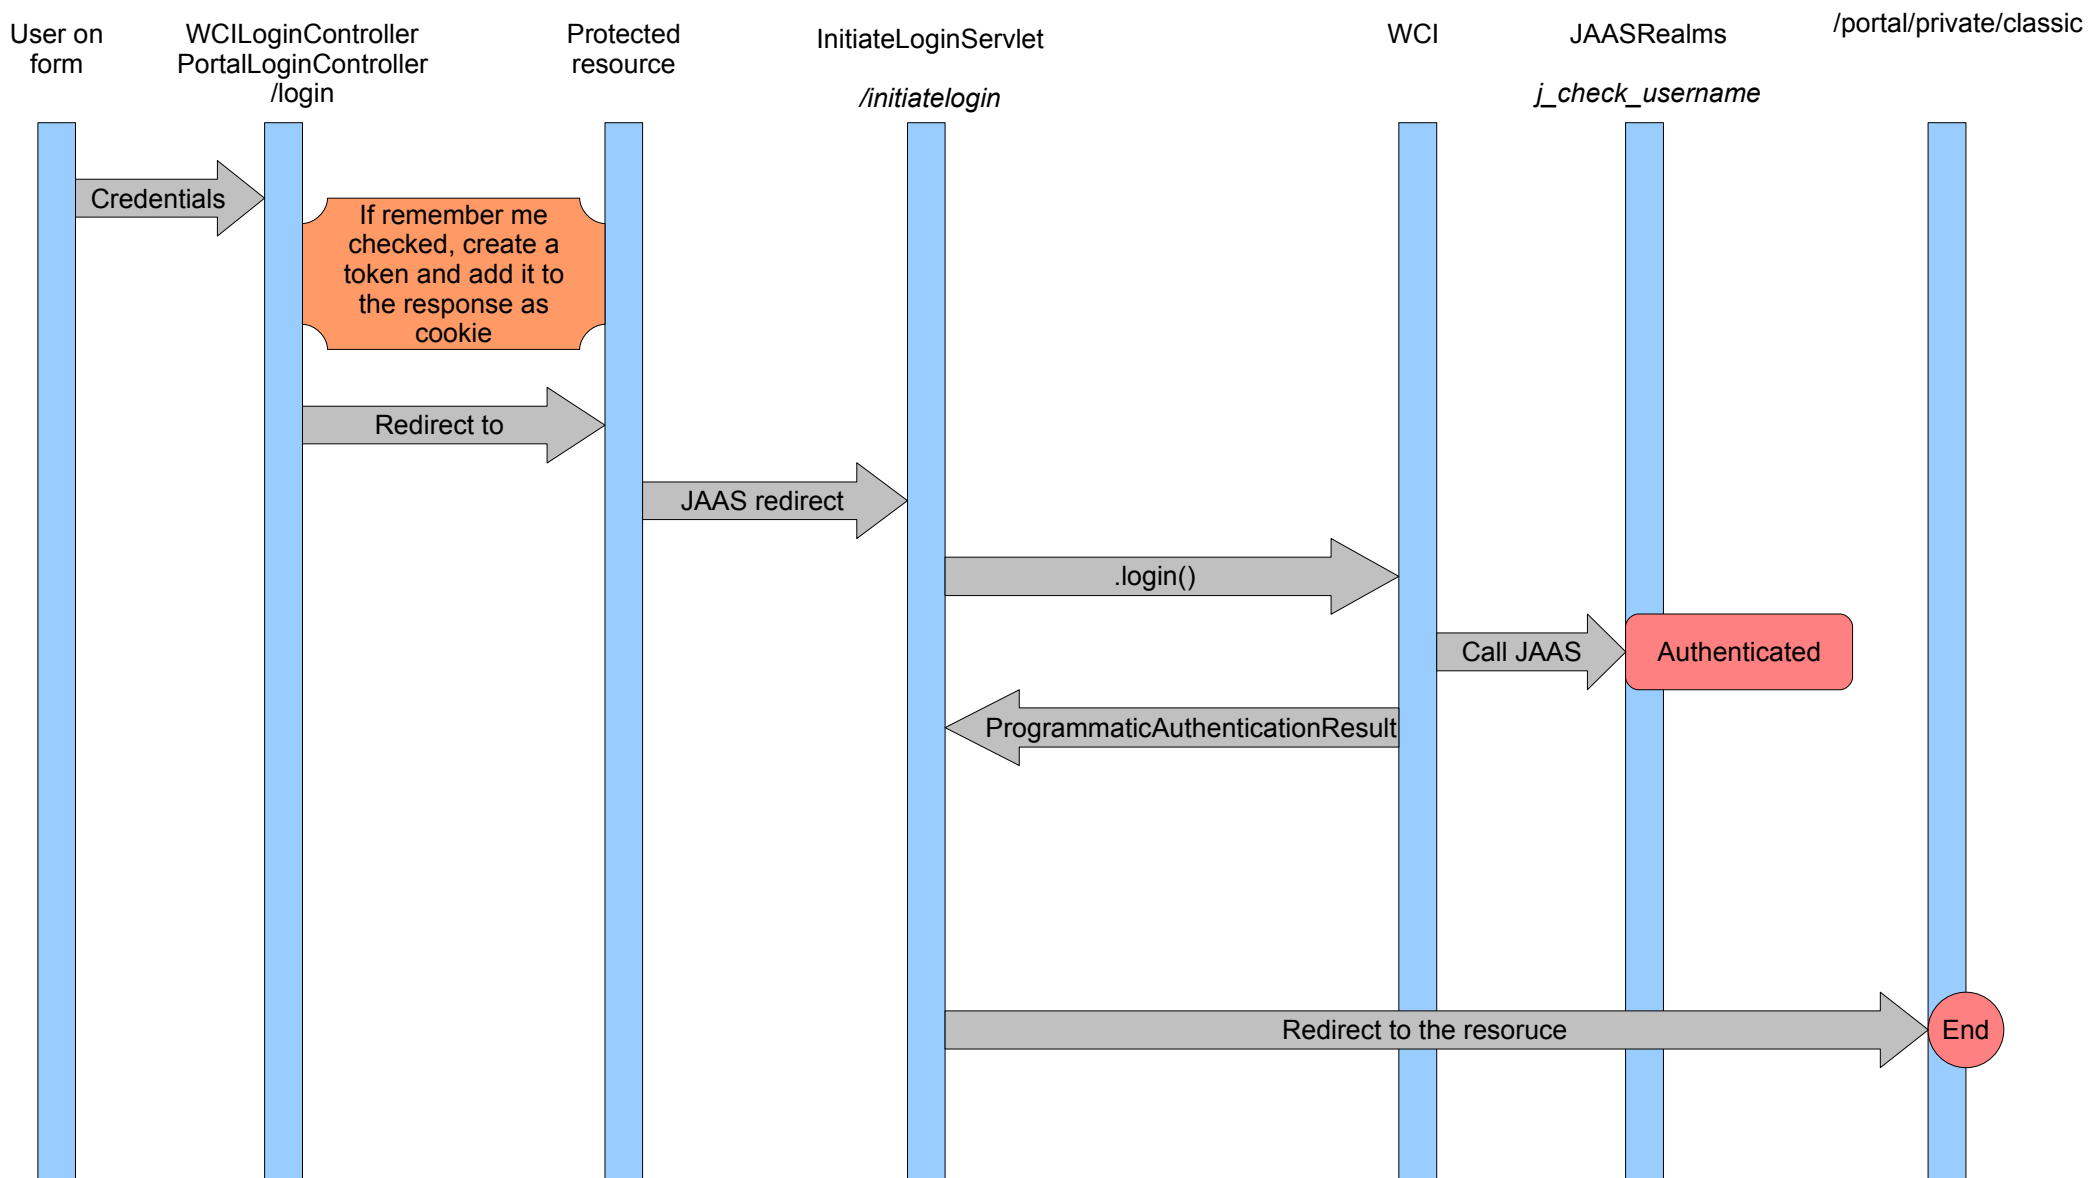 User on
form
WCILoginController
PortalLoginController
/login
Protected
resource
InitiateLoginServlet
/initiatelogin
WCI
JAASRealms
j_check_username
/portal/private/classic
Credentials
If remember me
checked, create a
token and add it to
the response as
cookie
Redirect to
JAAS redirect
.login()
Call JAAS
Authenticated
ProgrammaticAuthenticationResult
Redirect to the resoruce
End